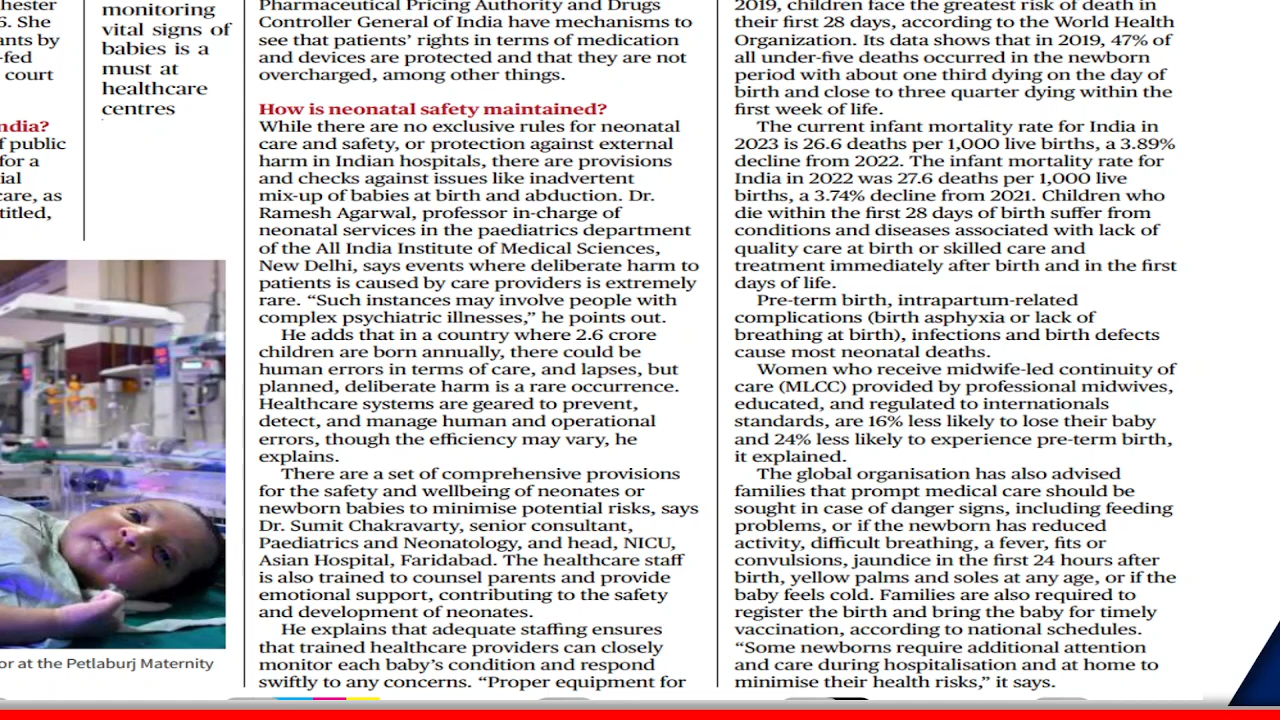 hester
6. She
ants by
-fed
court
ndia?
f public
for a
ial
care, as
titled,
monitoring
vital signs of
babies is a
must at
healthcare
centres
or at the Petlaburj Maternity
Pharmaceutical Pricing Authority and Drugs
Controller General of India have mechanisms to
see that patients’ rights in terms of medication
and devices are protected and that they are not
overcharged, among other things.
How is neonatal safety maintained?
While there are no exclusive rules for neonatal
care and safety, or protection against external
harm in Indian hospitals, there are provisions
and checks against issues like inadvertent
mix-up of babies at birth and abduction. Dr.
Ramesh Agarwal, professor in-charge of
neonatal services in the paediatrics department
of the All India Institute of Medical Sciences,
New Delhi, says events where deliberate harm to
patients is caused by care providers is extremely
rare. “Such instances may involve people with
complex psychiatric illnesses,” he points out.
He adds that in a country where 2.6 crore
children are born annually, there could be
human errors in terms of care, and lapses, but
planned, deliberate harm is a rare occurrence.
Healthcare systems are geared to prevent,
detect, and manage human and operational
errors, though the efficiency may vary, he
explains.
There are a set of comprehensive provisions
for the safety and wellbeing of neonates or
newborn babies to minimise potential risks, says
Dr. Sumit Chakravarty, senior consultant,
Paediatrics and Neonatology, and head, NICU,
Asian Hospital, Faridabad. The healthcare staff
is also trained to counsel parents and provide
emotional support, contributing to the safety
and development of neonates.
He explains that adequate staffing ensures
that trained healthcare providers can closely
monitor each baby’s condition and respond
swiftly to any concerns. “Proper equipment for
2019, children face the greatest risk of death in
their first 28 days, according to the World Health
Organization. Its data shows that in 2019, 47% of
all under-five deaths occurred in the newborn
period with about one third dying on the day of
birth and close to three quarter dying within the
first week of life.
The current infant mortality rate for India in
2023 is 26.6 deaths per 1,000 live births, a 3.89%
decline from 2022. The infant mortality rate for
India in 2022 was 27.6 deaths per 1,000 live
births, a 3.74% decline from 2021. Children who
die within the first 28 days of birth suffer from
conditions and diseases associated with lack of
quality care at birth or skilled care and
treatment immediately after birth and in the first
days of life.
Pre-term birth, intrapartum-related
complications (birth asphyxia or lack of
breathing at birth), infections and birth defects
cause most neonatal deaths.
Women who receive midwife-led continuity of
care (MLCC) provided by professional midwives,
educated, and regulated to internationals
standards, are 16% less likely to lose their baby
and 24% less likely to experience pre-term birth,
it explained.
The global organisation has also advised
families that prompt medical care should be
sought in case of danger signs, including feeding
problems, or if the newborn has reduced
activity, difficult breathing, a fever, fits or
convulsions, jaundice in the first 24 hours after
birth, yellow palms and soles at any age, or if the
baby feels cold. Families are also required to
register the birth and bring the baby for timely
vaccination, according to national schedules.
“Some newborns require additional attention
and care during hospitalisation and at home to
minimise their health risks,” it says.